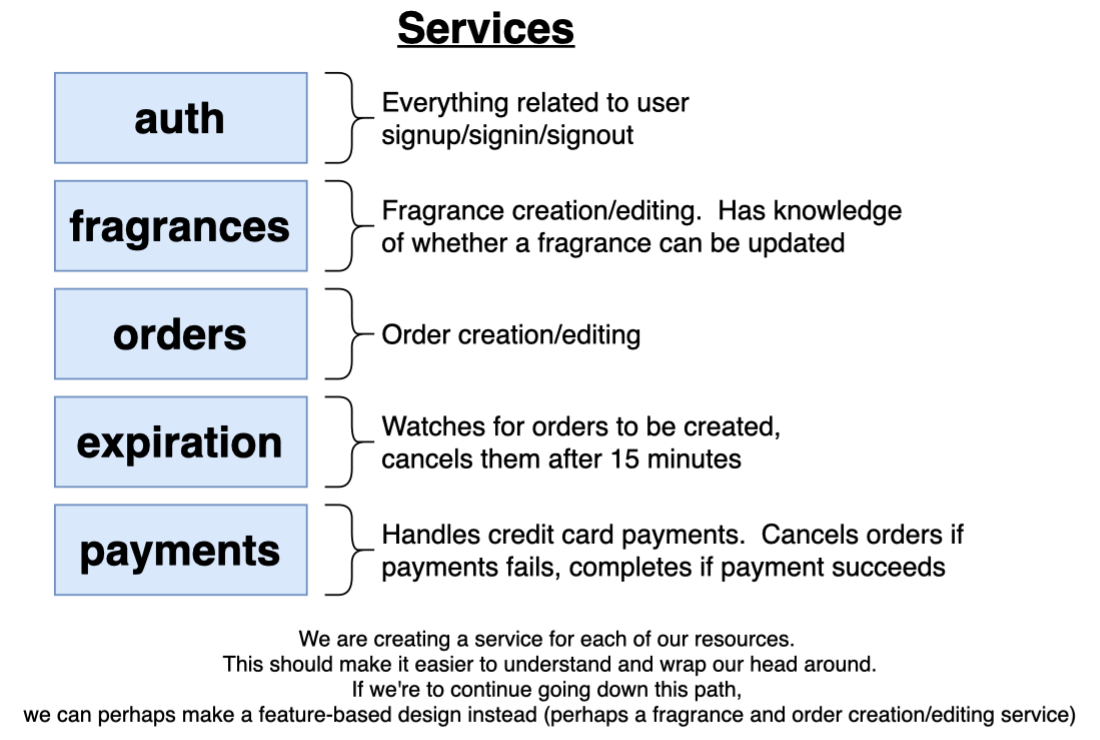 Services
auth
Everything related to user
signup/signin/signout
fragrances
Fragrance creation/editing.  Has knowledge
of whether a fragrance can be updated
orders
Order creation/editing
expiration
Watches for orders to be created,
cancels them after 15 minutes
payments
Handles credit card payments.  Cancels orders if
payments fails, completes if payment succeeds
We are creating a service for each of our resources.
This should make it easier to understand and wrap our head around.
If we're to continue going down this path,
we can perhaps make a feature-based design instead (perhaps a fragrance and order creation/editing service)